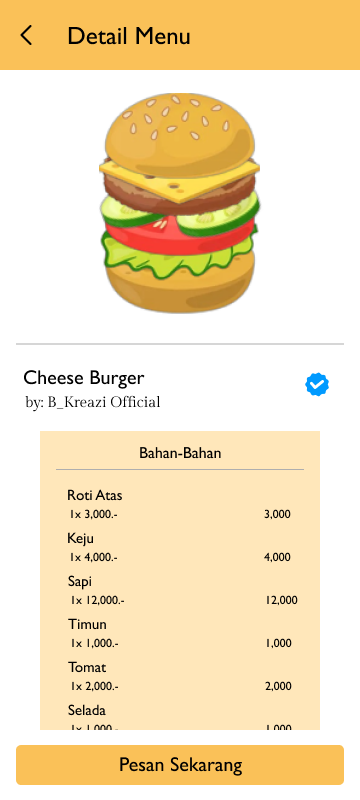 Detail Menu
Cheese Burger
by: B_Kreazi Official
Bahan-Bahan
Roti Atas
1x 3,000.- 3,000
Keju
1x 4,000.- 4,000
Sapi
1x 12,000.- 12,000
Timun
1x 1,000.- 1,000
Tomat
1x 2,000.- 2,000
Selada
1x 1,000.- 1,000
Pesan Sekarang